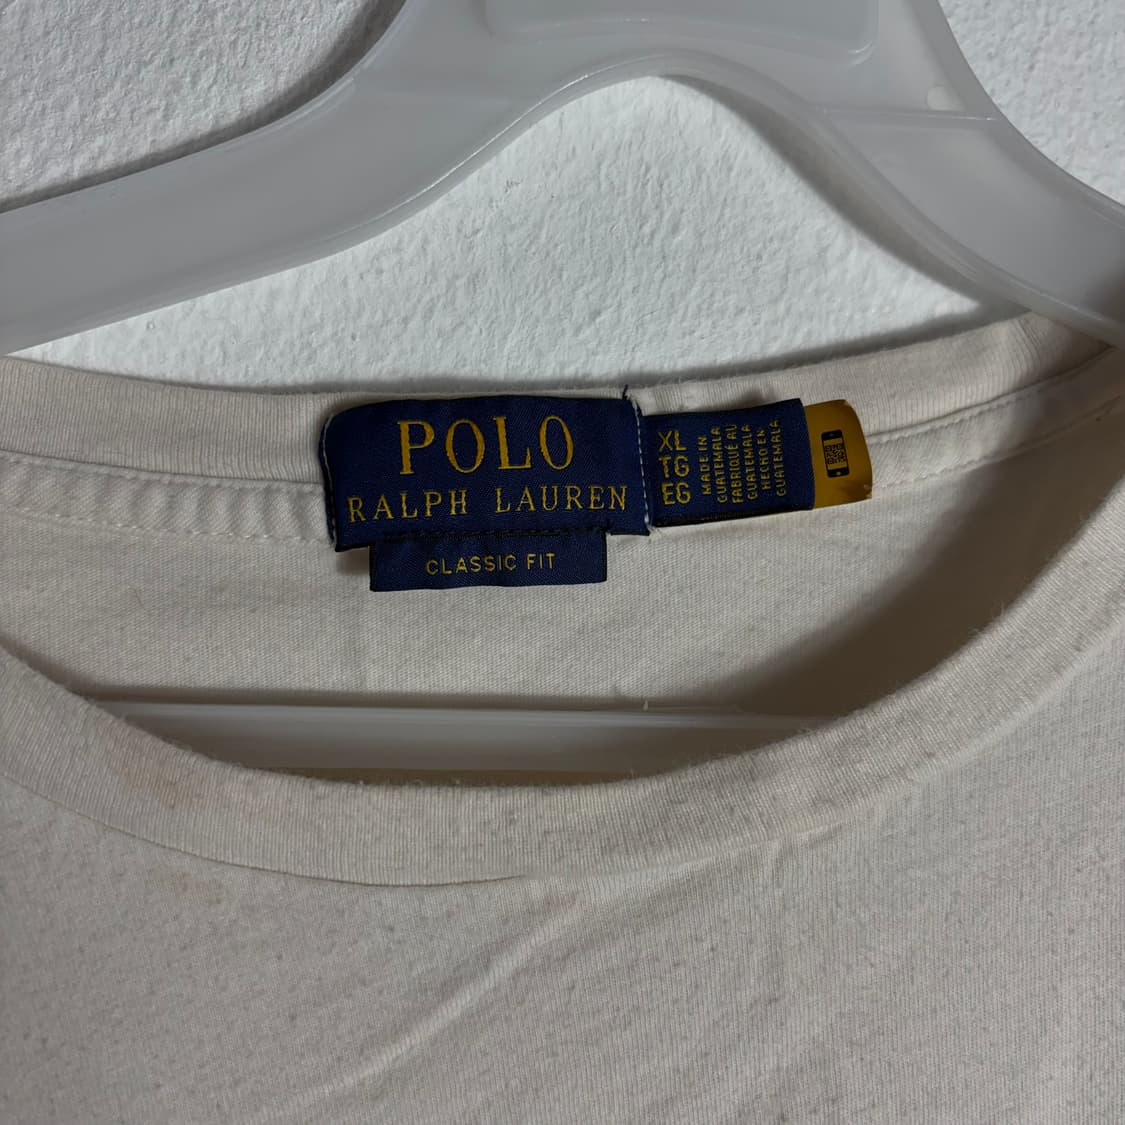 POLO
RALPH LAUREN
CLASSIC FIT
XL
TG
EG
MADE IN
GUATEMALA
FABRIQUÉ AU
GUATEMALA
HECHO EN
GUATEMALA